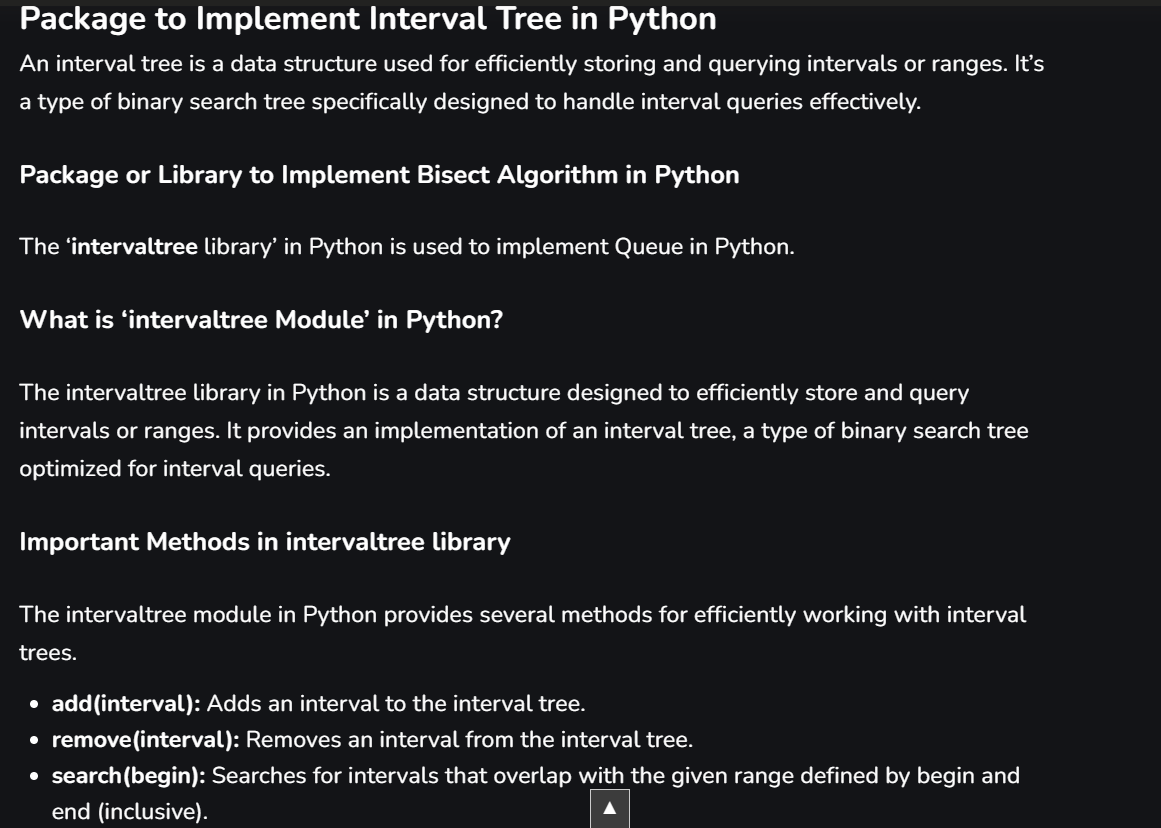 Package to Implement Interval Tree in Python
An interval tree is a data structure used for efficiently storing and querying intervals or ranges. It’s
a type of binary search tree specifically designed to handle interval queries effectively.
Package or Library to Implement Bisect Algorithm in Python
The ‘intervaltree library’ in Python is used to implement Queue in Python.
What is ‘intervaltree Module’ in Python?
The intervaltree library in Python is a data structure designed to efficiently store and query
intervals or ranges. It provides an implementation of an interval tree, a type of binary search tree
optimized for interval queries.
Important Methods in intervaltree library
The intervaltree module in Python provides several methods for efficiently working with interval
trees.
• add(interval): Adds an interval to the interval tree.
• remove(interval): Removes an interval from the interval tree.
• search(begin): Searches for intervals that overlap with the given range defined by begin and
end (inclusive).